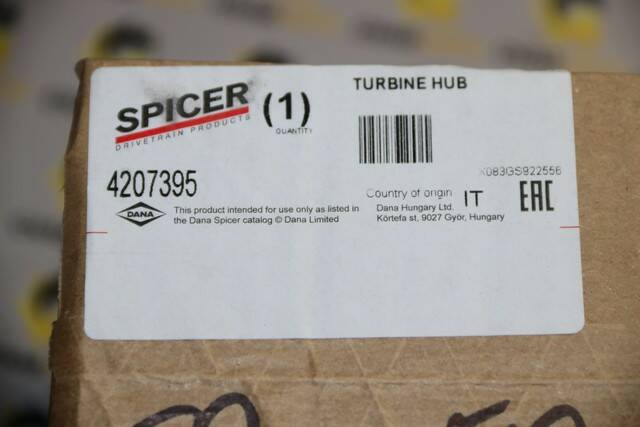 SPICER
DRIVETRAIN PRODUCTS
(1)
QUANTITY
TURBINE HUB
4207395
X083GS922556
Country of origin IT
EAC
DANA
This product intended for use only as listed in
the Dana Spicer catalog © Dana Limited
Dana Hungary Ltd.
Körtefa st, 9027 Györ, Hungary